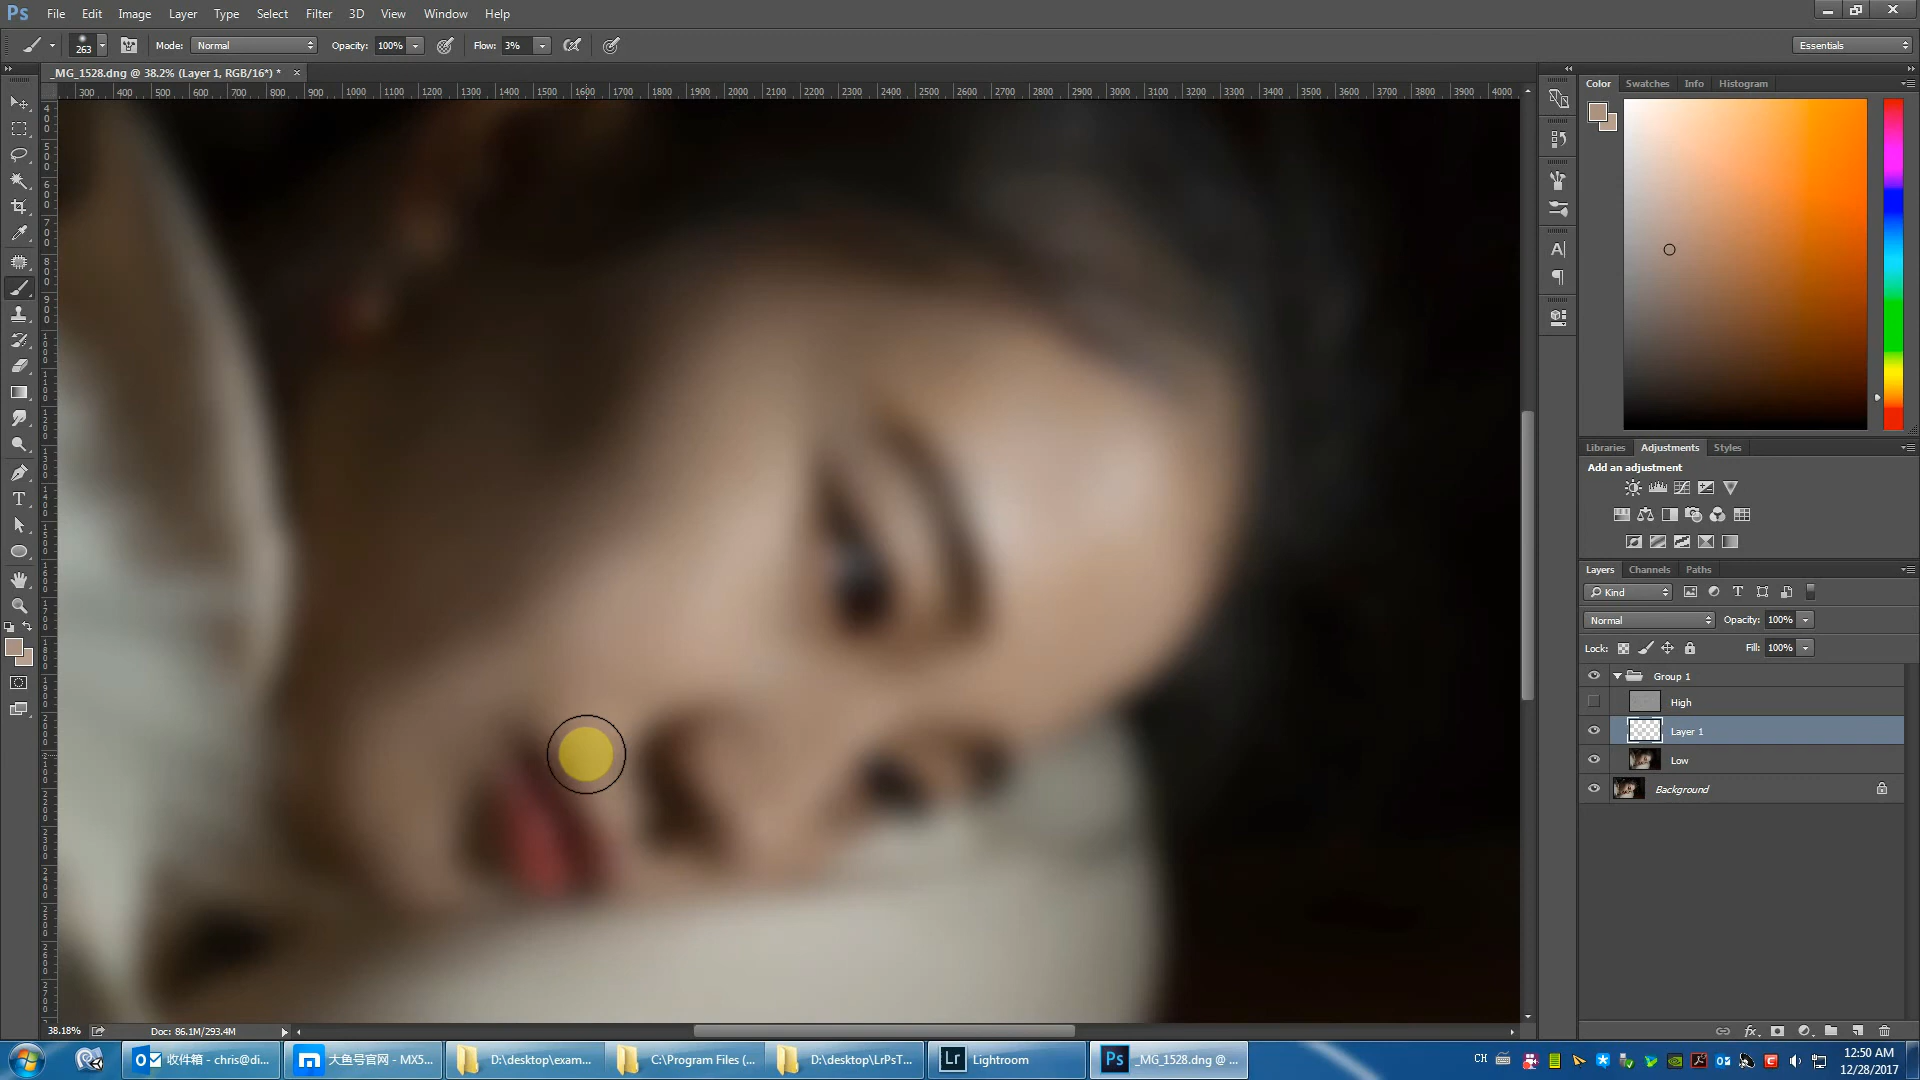 Ps File Edit Image Layer Type Select Filter 3D View Window Help
263 Mode: Normal Opacity: 100% Flow: 3% Essentials
_MG_1528.dng @ 38.2% (Layer 1, RGB/16*) * ×
300 400 500 600 700 800 900 1000 1100 1200 1300 1400 1500 1600 1700 1800 1900 2000 2100 2200 2300 2400 2500 2600 2700 2800 2900 3000 3100 3200 3300 3400 3500 3600 3700 3800 3900 4000
Color Swatches Info Histogram
Libraries Adjustments Styles
Add an adjustment
Layers Channels Paths
Kind
Normal Opacity: 100%
Lock: Fill: 100%
Group 1
High
Layer 1
Low
Background
38.18% Doc: 86.1M/293.4M
收件箱 - chris@di...
大鱼号官网 - MX5...
D:\desktop\exam...
C:\Program Files (...
D:\desktop\LrPsT...
Lr Lightroom
Ps _MG_1528.dng @ ...
CH
12:50 AM
12/28/2017